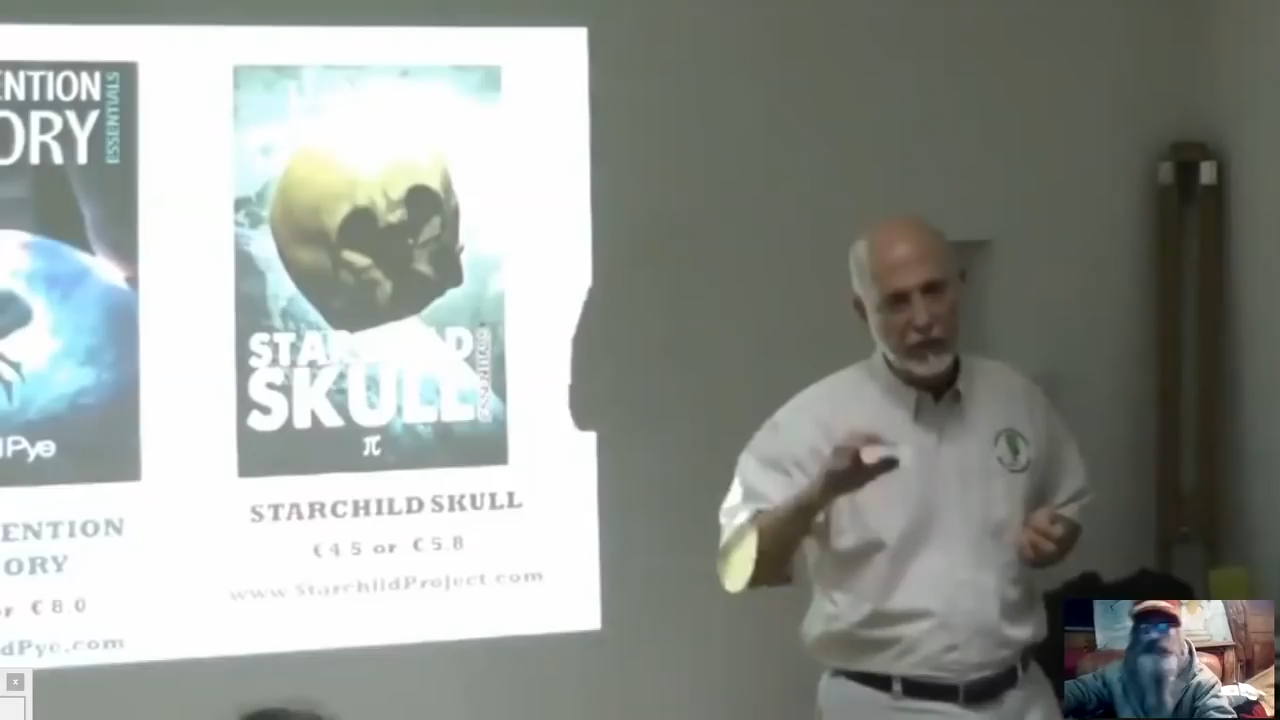 ENTION
ORY
ESSENTIALS
l Pye
ENTION
ORY
or €8.0
dPye.com
STARCHILD
SKULL
ESSENTIALS
π
STARCHILD SKULL
€4.5 or €5.8
www.StarchildProject.com
x